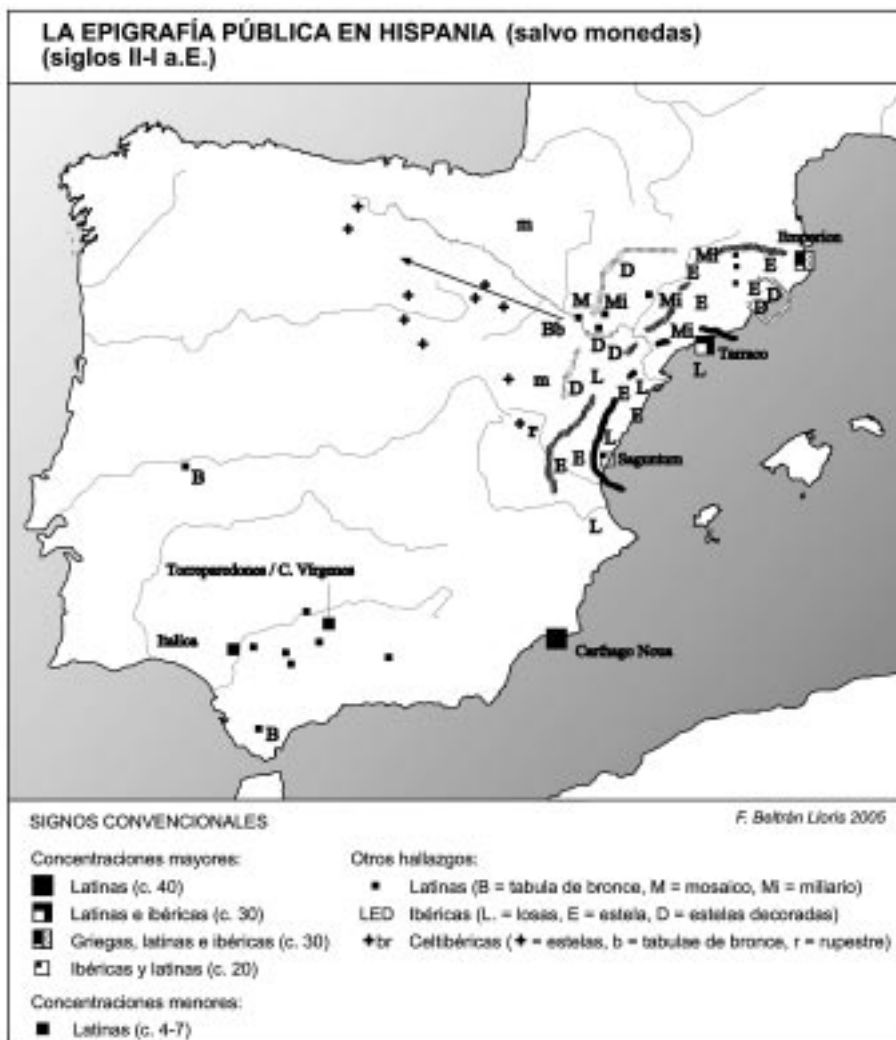 LA EPIGRAFÍA PÚBLICA EN HISPANIA (salvo monedas)
(siglos II-I a.E.)
Emporion
m
D
Mi
E
E
E
D
D
M
Mi
Mi
E
Bb
D
D
Mi
Tarraco
L
m
D
L
L
E
E
r
L
E
E
Saguntum
B
L
Torreparedones / C. Vírgenes
Italica
Carthago Noua
B
SIGNOS CONVENCIONALES
F. Beltrán Lloris 2005
Concentraciones mayores:
Latinas (c. 40)
Latinas e ibéricas (c. 30)
Griegas, latinas e ibéricas (c. 30)
Ibéricas y latinas (c. 20)
Concentraciones menores:
Latinas (c. 4-7)
Otros hallazgos:
Latinas (B = tabula de bronce, M = mosaico, Mi = miliario)
LED Ibéricas (L. = losas, E = estela, D = estelas decoradas)
br Celtibéricas ( = estelas, b = tabulae de bronce, r = rupestre)